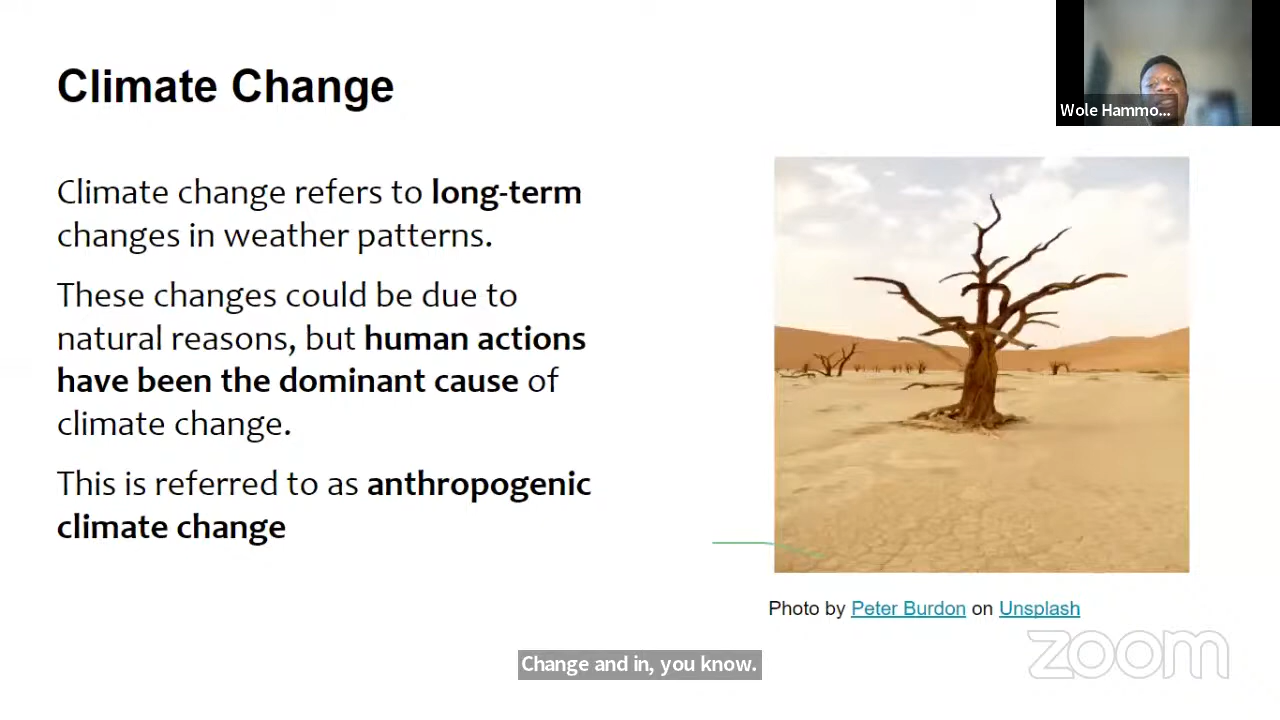 Climate Change
Wole Hammo...
Climate change refers to long-term
changes in weather patterns.
These changes could be due to
natural reasons, but human actions
have been the dominant cause of
climate change.
This is referred to as anthropogenic
climate change
Photo by Peter Burdon on Unsplash
zoom
Change and in, you know.